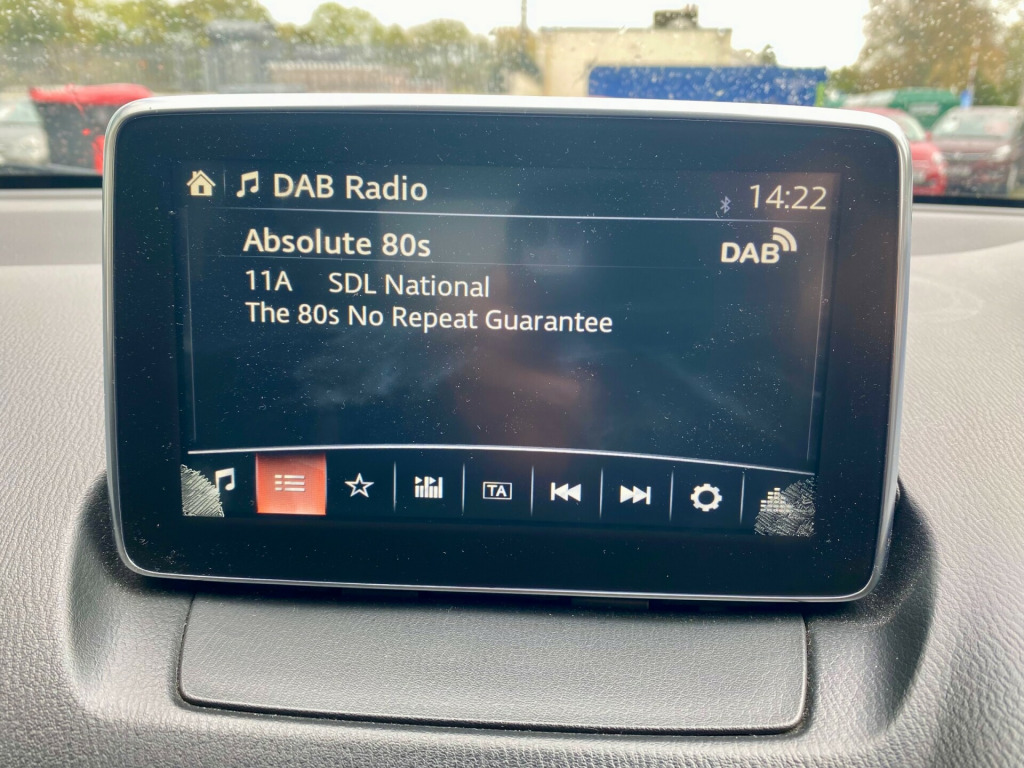 DAB Radio 14:22
Absolute 80s DAB
11A SDL National
The 80s No Repeat Guarantee
TA